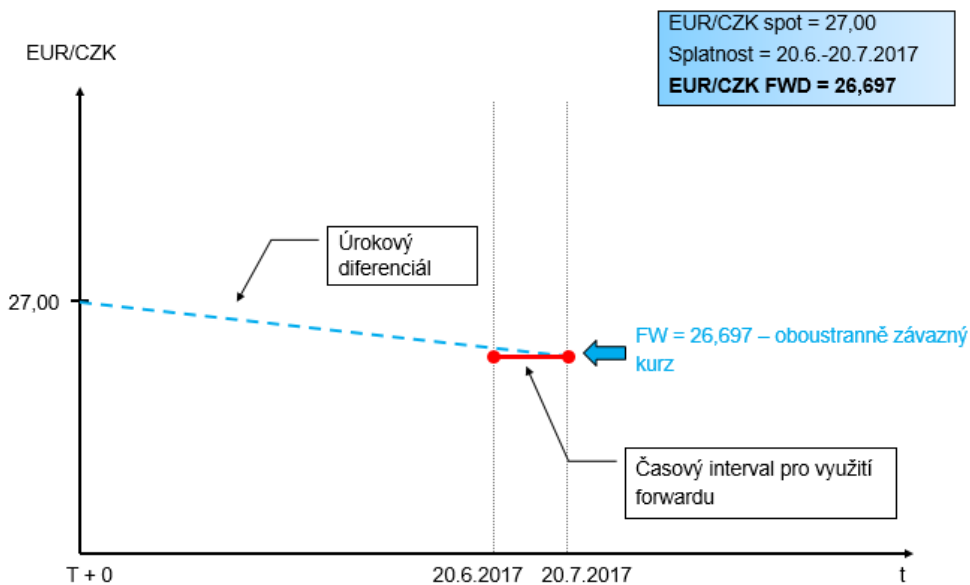 EUR/CZK spot = 27,00
Splatnost = 20.6.-20.7.2017
EUR/CZK FWD = 26,697
EUR/CZK
Úrokový
diferenciál
27,00
FW = 26,697 – oboustranně závazný
kurz
Časový interval pro využití
forwardu
T + 0
20.6.2017
20.7.2017
t